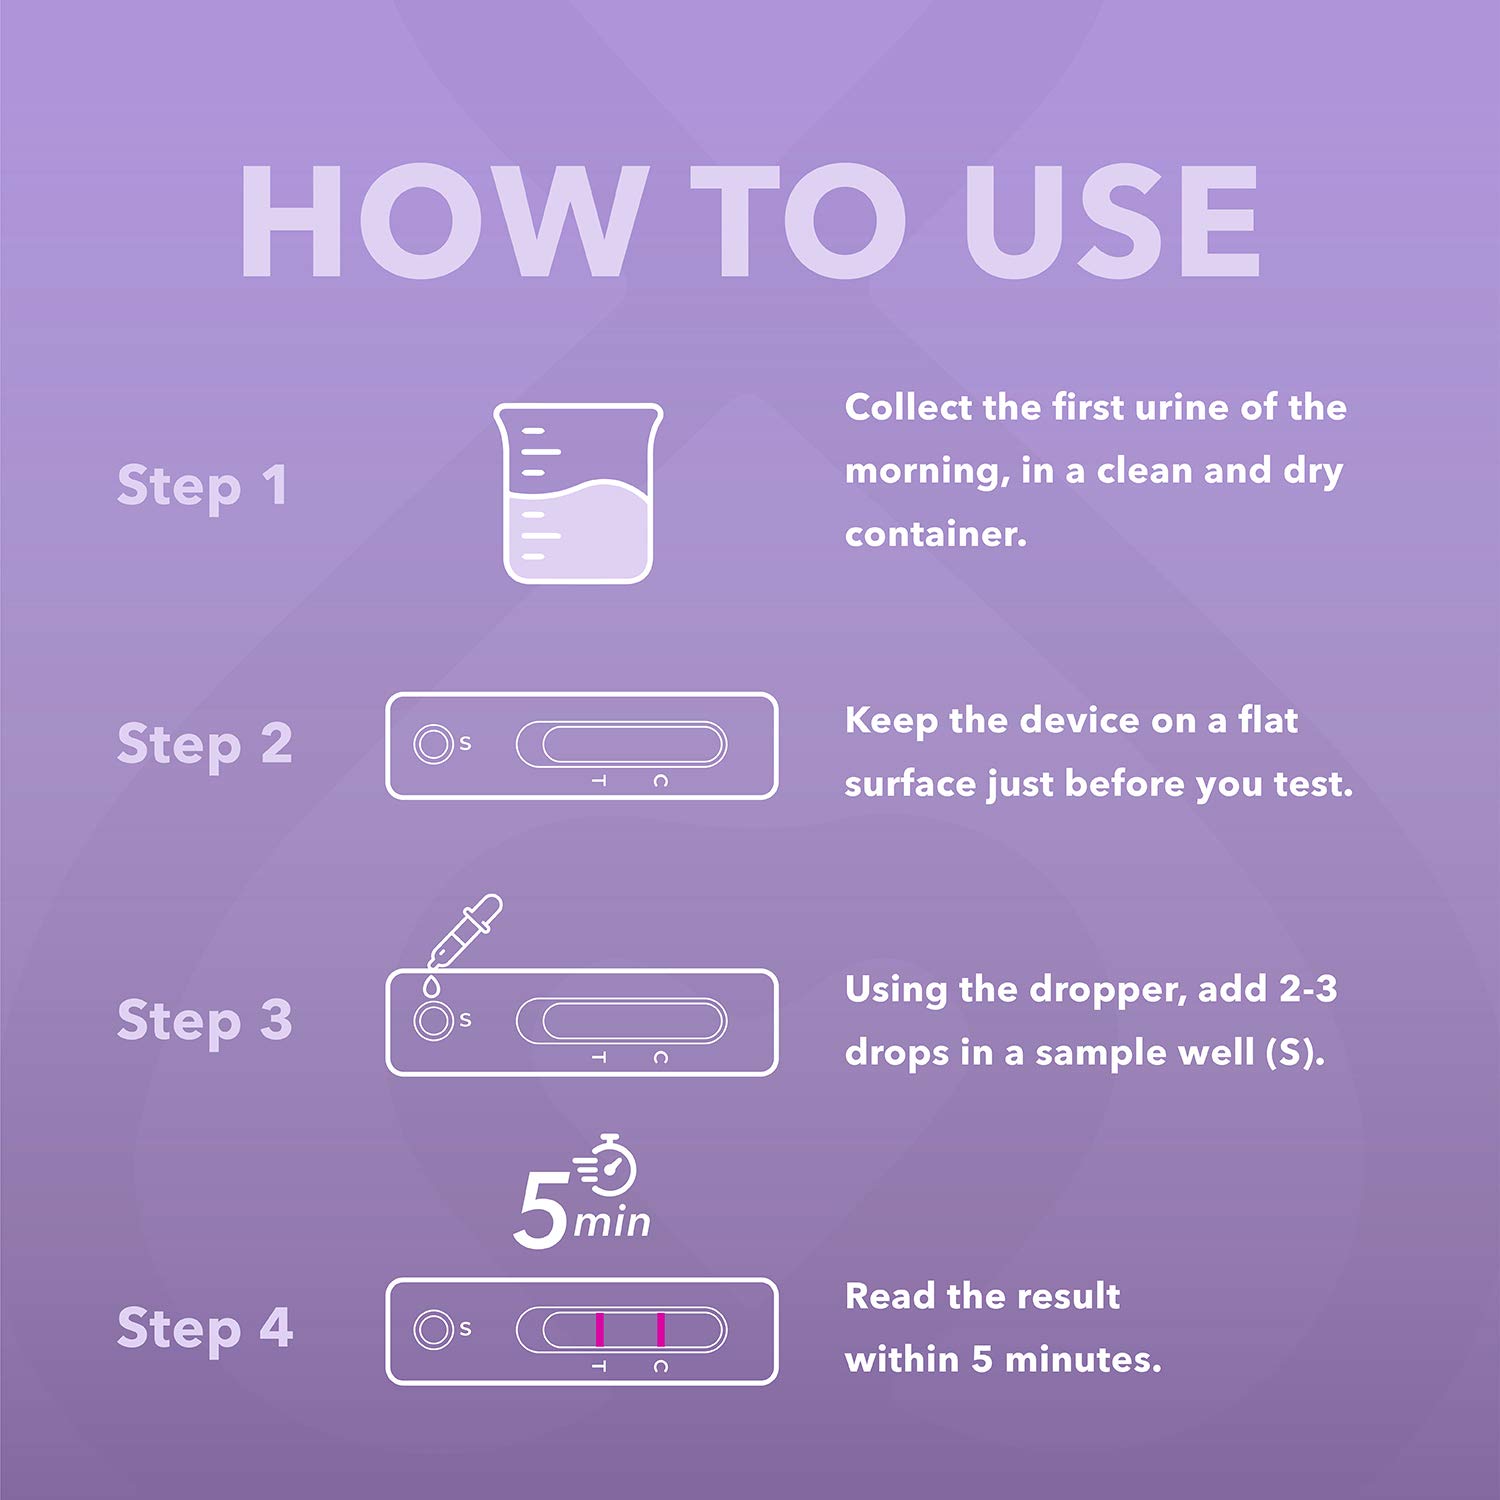 HOW TO USE
Step 1
Collect the first urine of the
morning, in a clean and dry
container.
Step 2
S
T C
Keep the device on a flat
surface just before you test.
Step 3
S
T C
Using the dropper, add 2-3
drops in a sample well (S).
5 min
Step 4
S
T C
Read the result
within 5 minutes.